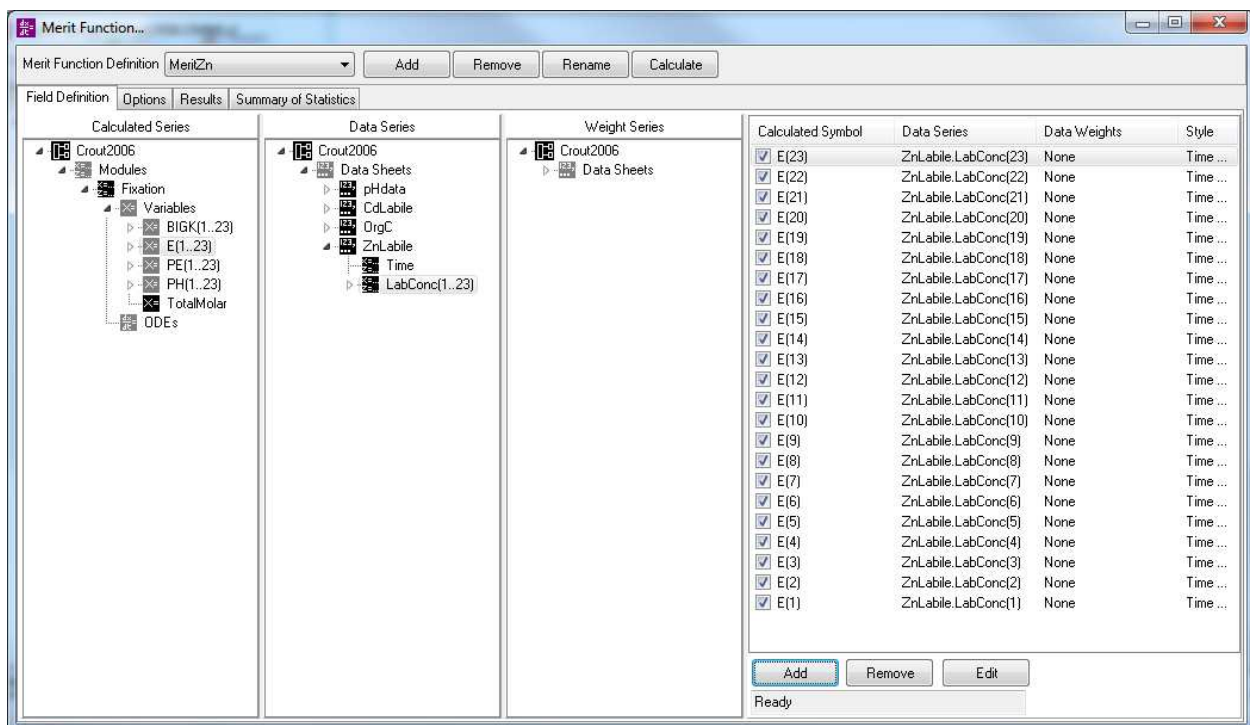 Merit Function...
Merit Function Definition MeritZn Add Remove Rename Calculate
Field Definition Options Results Summary of Statistics
Calculated Series
Crout2006
Modules
Fixation
Variables
BIGK(1..23)
E(1..23)
PE(1..23)
PH(1..23)
TotalMolar
ODEs
Data Series
Crout2006
Data Sheets
pHdata
CdLabile
OrgC
ZnLabile
Time
LabConc(1..23)
Weight Series
Crout2006
Data Sheets
Calculated Symbol Data Series Data Weights Style
E(23) ZnLabile.LabConc(23) None Time ...
E(22) ZnLabile.LabConc(22) None Time ...
E(21) ZnLabile.LabConc(21) None Time ...
E(20) ZnLabile.LabConc(20) None Time ...
E(19) ZnLabile.LabConc(19) None Time ...
E(18) ZnLabile.LabConc(18) None Time ...
E(17) ZnLabile.LabConc(17) None Time ...
E(16) ZnLabile.LabConc(16) None Time ...
E(15) ZnLabile.LabConc(15) None Time ...
E(14) ZnLabile.LabConc(14) None Time ...
E(13) ZnLabile.LabConc(13) None Time ...
E(12) ZnLabile.LabConc(12) None Time ...
E(11) ZnLabile.LabConc(11) None Time ...
E(10) ZnLabile.LabConc(10) None Time ...
E(9) ZnLabile.LabConc(9) None Time ...
E(8) ZnLabile.LabConc(8) None Time ...
E(7) ZnLabile.LabConc(7) None Time ...
E(6) ZnLabile.LabConc(6) None Time ...
E(5) ZnLabile.LabConc(5) None Time ...
E(4) ZnLabile.LabConc(4) None Time ...
E(3) ZnLabile.LabConc(3) None Time ...
E(2) ZnLabile.LabConc(2) None Time ...
E(1) ZnLabile.LabConc(1) None Time ...
Add Remove Edit
Ready